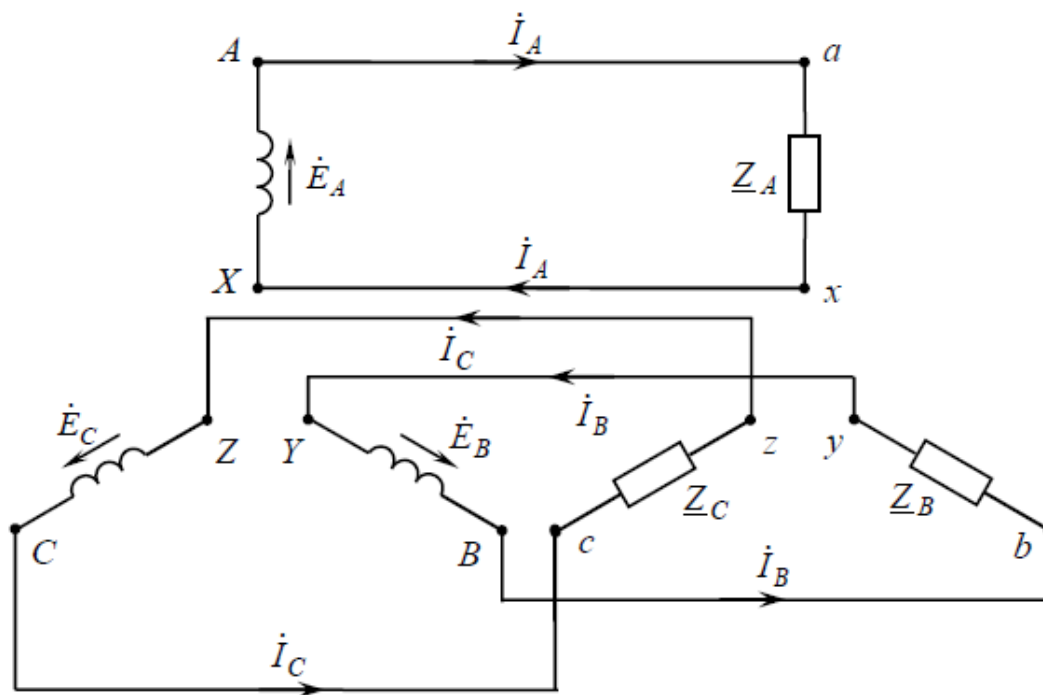 A İ_A a
Ė_A Z_A
X İ_A x
İ_C
Ė_C Z Y İ_B Ė_B z y
Z_C Z_B
C B c b
İ_B
İ_C